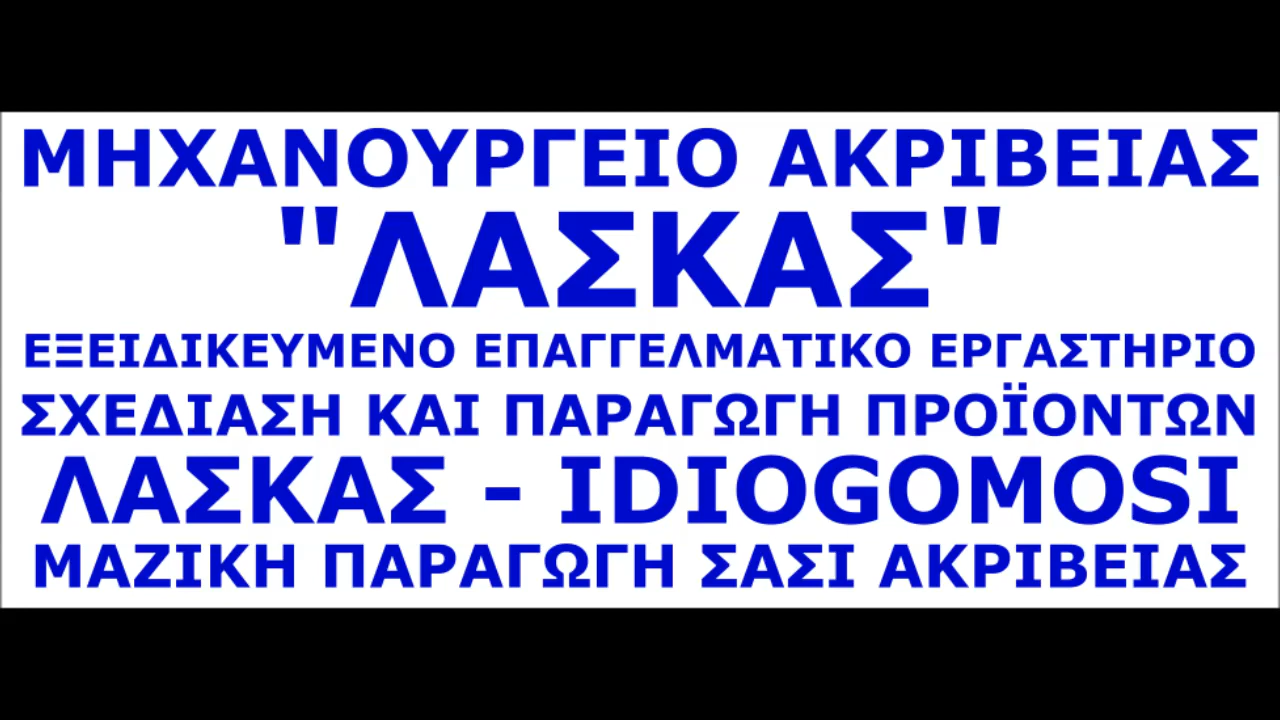 ΜΗΧΑΝΟΥΡΓΕΙΟ ΑΚΡΙΒΕΙΑΣ
"ΛΑΣΚΑΣ"
ΕΞΕΙΔΙΚΕΥΜΕΝΟ ΕΠΑΓΓΕΛΜΑΤΙΚΟ ΕΡΓΑΣΤΗΡΙΟ
ΣΧΕΔΙΑΣΗ ΚΑΙ ΠΑΡΑΓΩΓΗ ΠΡΟΪΟΝΤΩΝ
ΛΑΣΚΑΣ – IDIOGOMOSI
ΜΑΖΙΚΗ ΠΑΡΑΓΩΓΗ ΣΑΣΙ ΑΚΡΙΒΕΙΑΣ